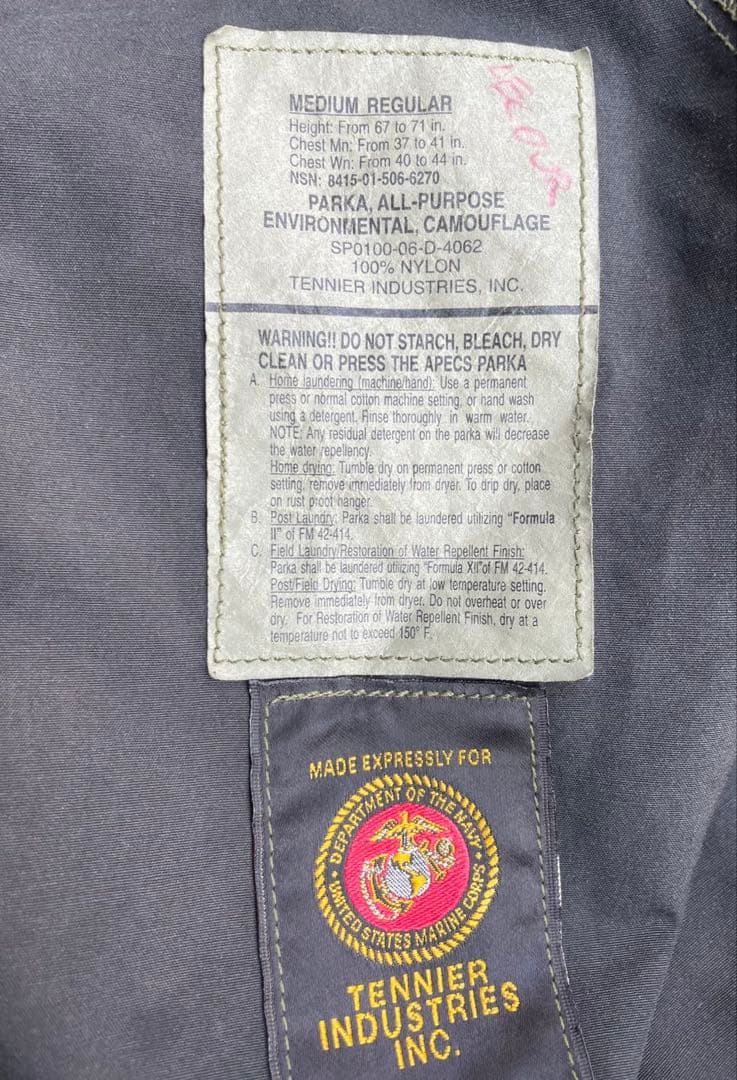 MEDIUM REGULAR
Height: From 67 to 71 in.
Chest Mn: From 37 to 41 in.
Chest Wn: From 40 to 44 in.
NSN: 8415-01-506-6270
PARKA, ALL-PURPOSE
ENVIRONMENTAL, CAMOUFLAGE
SP0100-06-D-4062
100% NYLON
TENNIER INDUSTRIES, INC.
WARNING!! DO NOT STARCH, BLEACH, DRY
CLEAN OR PRESS THE APECS PARKA
A. Home laundering (machine/hand): Use a permanent
press or normal cotton machine setting, or hand wash
using a detergent. Rinse thoroughly in warm water.
NOTE: Any residual detergent on the parka will decrease
the water repellency.
Home drying: Tumble dry on permanent press or cotton
setting, remove immediately from dryer. To drip dry, place
on rust proof hanger.
B. Post Laundry: Parka shall be laundered utilizing "Formula
II" of FM 42-414.
C. Field Laundry/Restoration of Water Repellent Finish:
Parka shall be laundered utilizing "Formula XII"of FM 42-414.
Post/Field Drying: Tumble dry at low temperature setting.
Remove immediately from dryer. Do not overheat or over
dry. For Restoration of Water Repellent Finish, dry at a
temperature not to exceed 150° F.
MADE EXPRESSLY FOR
DEPARTMENT OF THE NAVY
UNITED STATES MARINE CORPS
TENNIER
INDUSTRIES
INC.